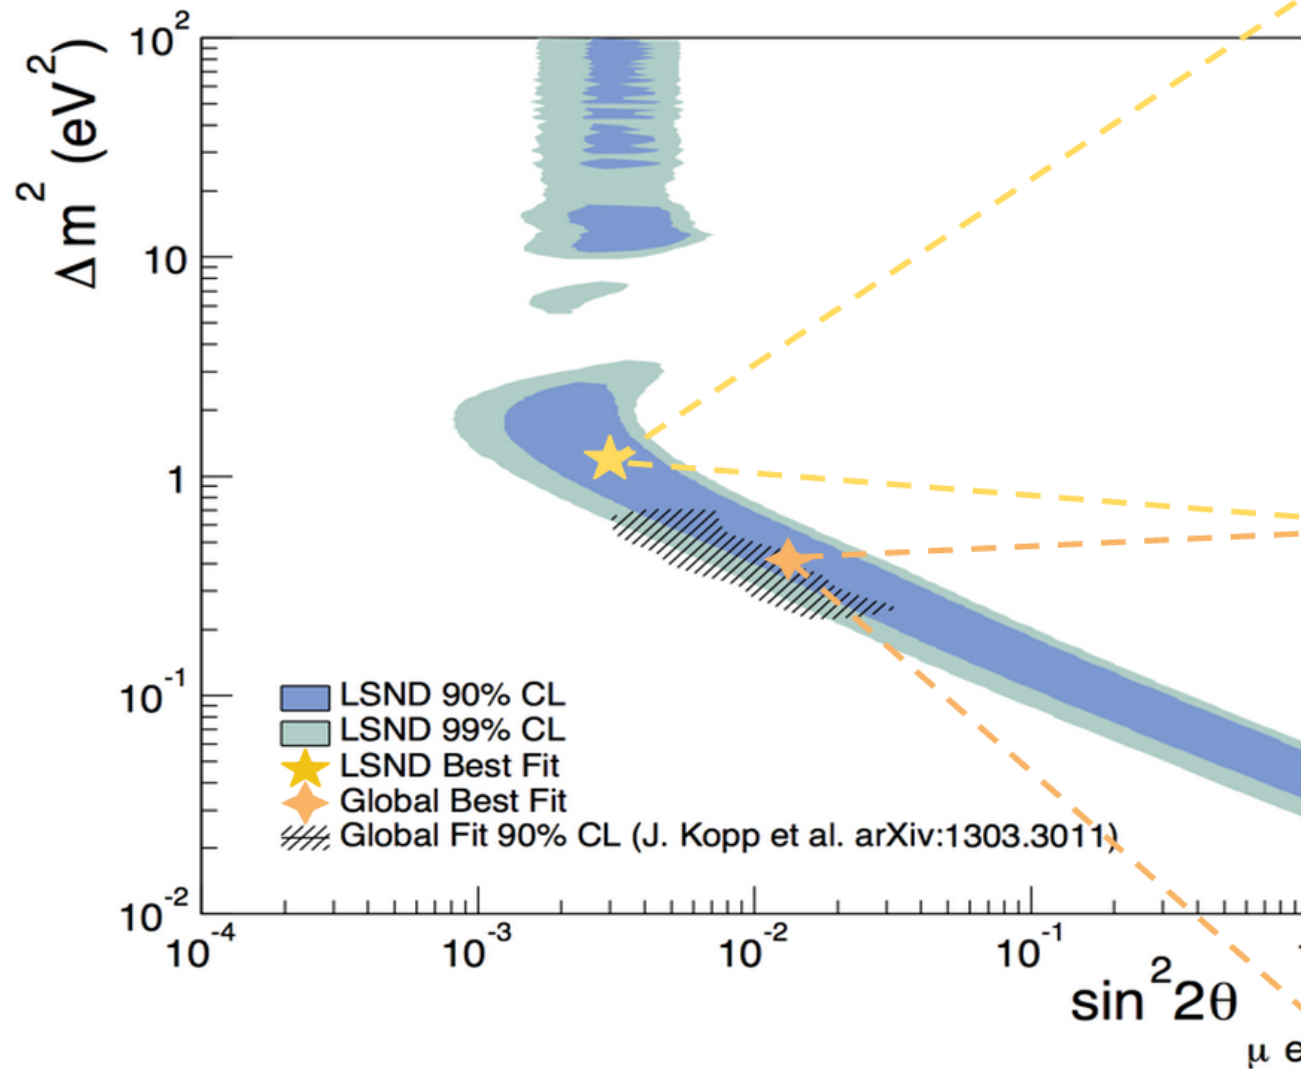 Δm² (eV²)
10²
10
1
10⁻¹
10⁻²
LSND 90% CL
LSND 99% CL
LSND Best Fit
Global Best Fit
Global Fit 90% CL (J. Kopp et al. arXiv:1303.3011)
10⁻⁴ 10⁻³ 10⁻² 10⁻¹
sin²2θ
μ e